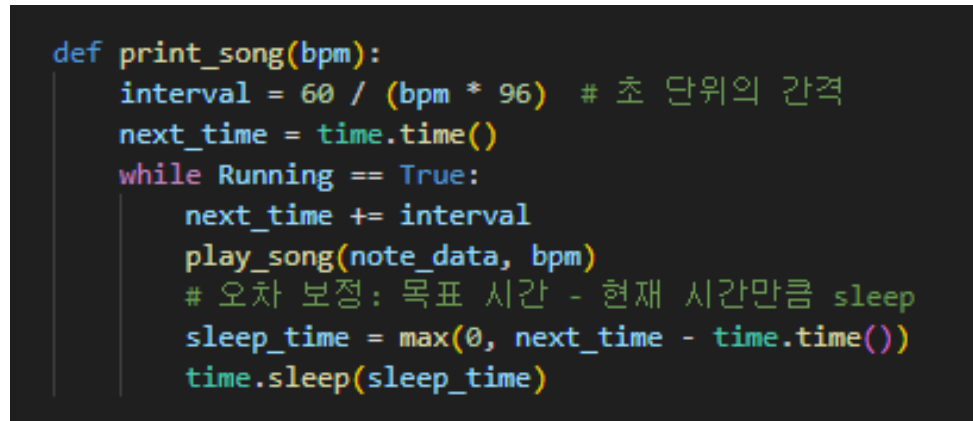 def print_song(bpm):
    interval = 60 / (bpm * 96)  # 초 단위의 간격
    next_time = time.time()
    while Running == True:
        next_time += interval
        play_song(note_data, bpm)
        # 오차 보정: 목표 시간 - 현재 시간만큼 sleep
        sleep_time = max(0, next_time - time.time())
        time.sleep(sleep_time)